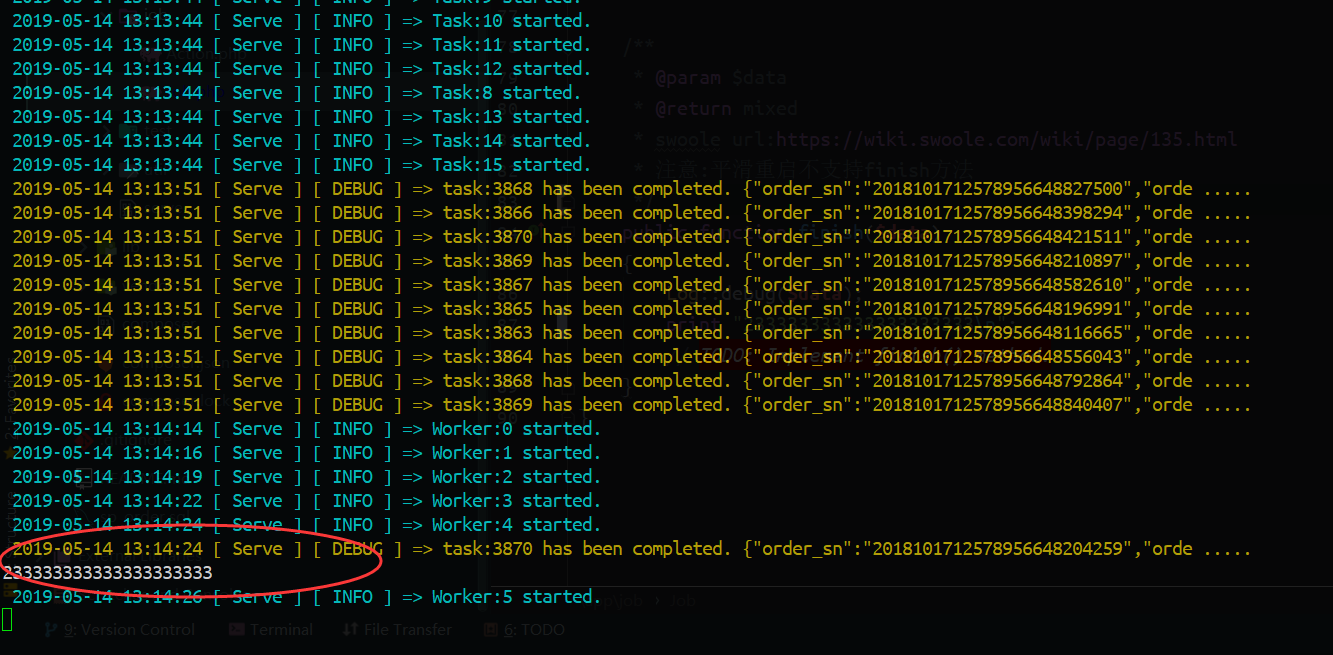 2019-05-14 13:13:44 [ Serve ] [ INFO ] => Task:10 started.
2019-05-14 13:13:44 [ Serve ] [ INFO ] => Task:11 started.
2019-05-14 13:13:44 [ Serve ] [ INFO ] => Task:12 started.
2019-05-14 13:13:44 [ Serve ] [ INFO ] => Task:8 started.
2019-05-14 13:13:44 [ Serve ] [ INFO ] => Task:13 started.
2019-05-14 13:13:44 [ Serve ] [ INFO ] => Task:14 started.
2019-05-14 13:13:44 [ Serve ] [ INFO ] => Task:15 started.
2019-05-14 13:13:51 [ Serve ] [ DEBUG ] => task:3868 has been completed. {"order_sn":"2018101712578956648827500","orde .....
2019-05-14 13:13:51 [ Serve ] [ DEBUG ] => task:3866 has been completed. {"order_sn":"2018101712578956648398294","orde .....
2019-05-14 13:13:51 [ Serve ] [ DEBUG ] => task:3870 has been completed. {"order_sn":"2018101712578956648421511","orde .....
2019-05-14 13:13:51 [ Serve ] [ DEBUG ] => task:3869 has been completed. {"order_sn":"2018101712578956648210897","orde .....
2019-05-14 13:13:51 [ Serve ] [ DEBUG ] => task:3867 has been completed. {"order_sn":"2018101712578956648582610","orde .....
2019-05-14 13:13:51 [ Serve ] [ DEBUG ] => task:3869 has been completed. {"order_sn":"2018101712578956648196991","orde .....
2019-05-14 13:13:51 [ Serve ] [ DEBUG ] => task:3863 has been completed. {"order_sn":"2018101712578956648116665","orde .....
2019-05-14 13:13:51 [ Serve ] [ DEBUG ] => task:3864 has been completed. {"order_sn":"2018101712578956648556043","orde .....
2019-05-14 13:13:51 [ Serve ] [ DEBUG ] => task:3868 has been completed. {"order_sn":"2018101712578956648792864","orde .....
2019-05-14 13:13:51 [ Serve ] [ DEBUG ] => task:3869 has been completed. {"order_sn":"2018101712578956648840407","orde .....
2019-05-14 13:14:14 [ Serve ] [ INFO ] => Worker:0 started.
2019-05-14 13:14:16 [ Serve ] [ INFO ] => Worker:1 started.
2019-05-14 13:14:19 [ Serve ] [ INFO ] => Worker:2 started.
2019-05-14 13:14:22 [ Serve ] [ INFO ] => Worker:3 started.
2019-05-14 13:14:24 [ Serve ] [ INFO ] => Worker:4 started.
2019-05-14 13:14:24 [ Serve ] [ DEBUG ] => task:3870 has been completed. {"order_sn":"2018101712578956648204259","orde .....
233333333333333333333
2019-05-14 13:14:26 [ Serve ] [ INFO ] => Worker:5 started.
/**
* @param $data
* @return mixed
* swoole url:https://wiki.swoole.com/wiki/page/135.html
* 注意:平滑重启不支持finish方法
9: Version Control Terminal File Transfer 6: TODO